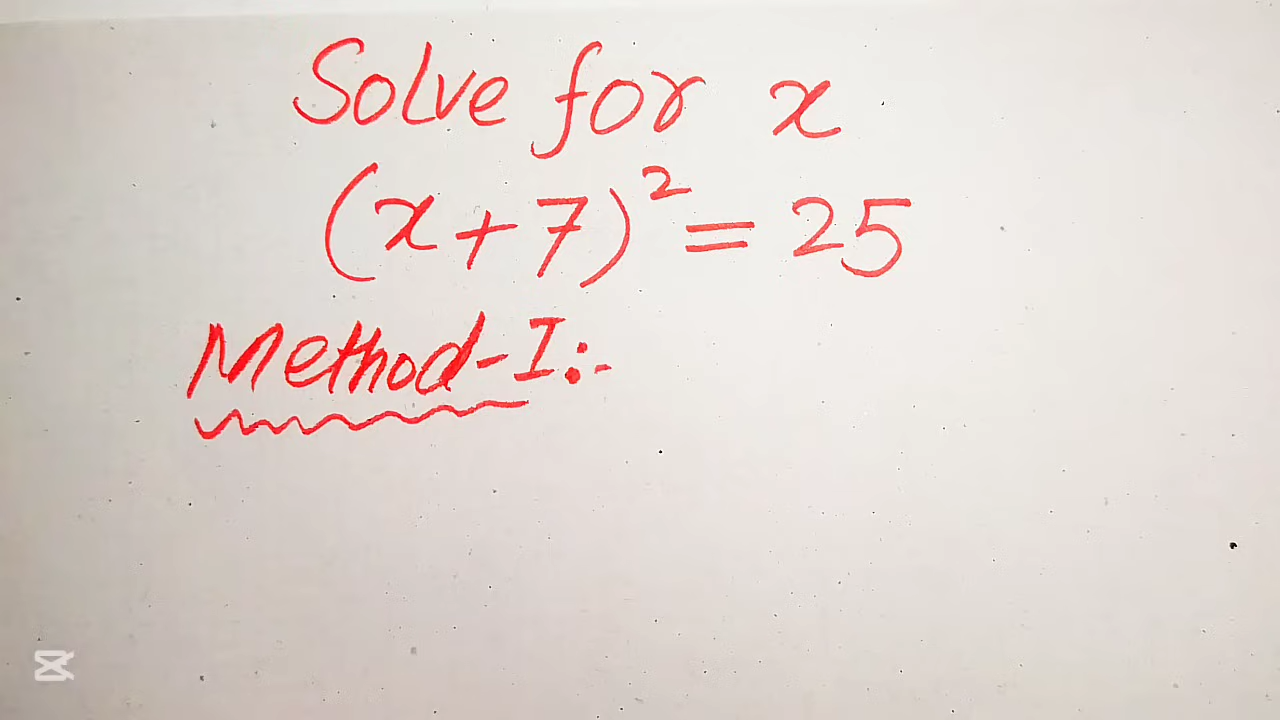 Solve for x
(x+7)² = 25
Method-I:-